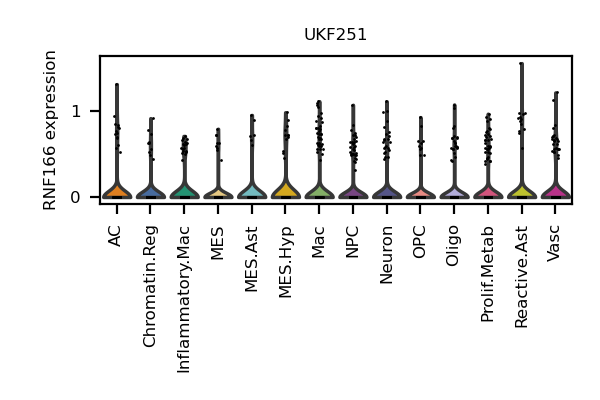 UKF251
RNF166 expression
1
0
AC
Chromatin.Reg
Inflammatory.Mac
MES
MES.Ast
MES.Hyp
Mac
NPC
Neuron
OPC
Oligo
Prolif.Metab
Reactive.Ast
Vasc